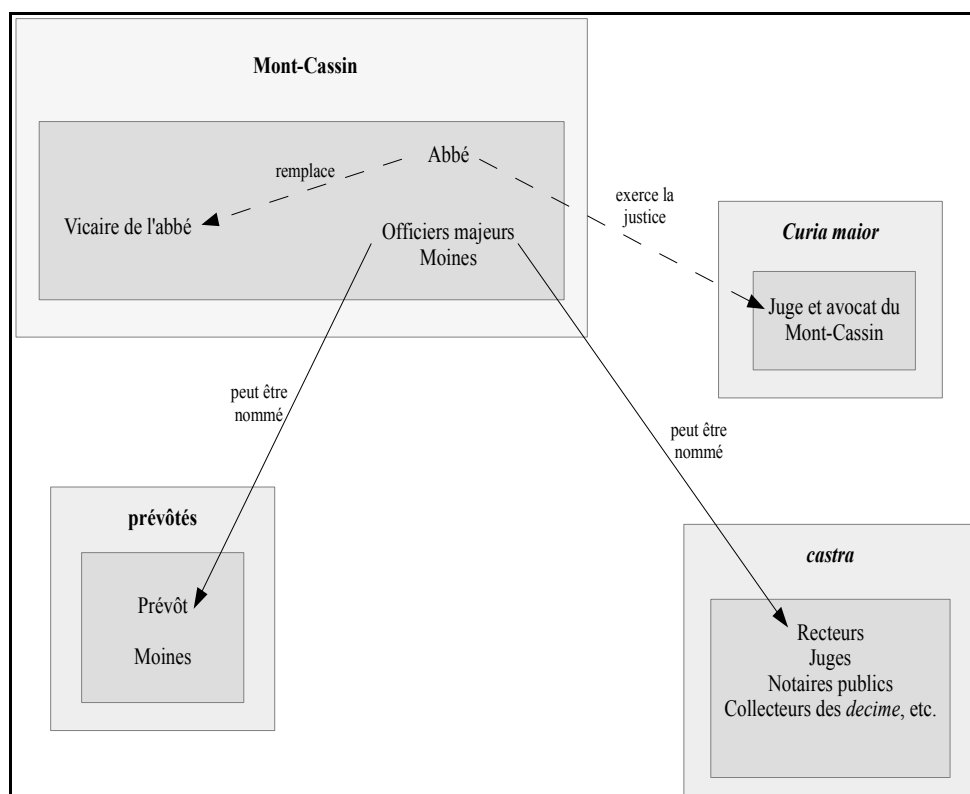 Mont-Cassin
Abbé
remplace
Vicaire de l'abbé
Officiers majeurs
Moines
exerce la
justice
Curia maior
Juge et avocat du
Mont-Cassin
peut être
nommé
peut être
nommé
prévôtés
Prévôt
Moines
castra
Recteurs
Juges
Notaires publics
Collecteurs des decime, etc.